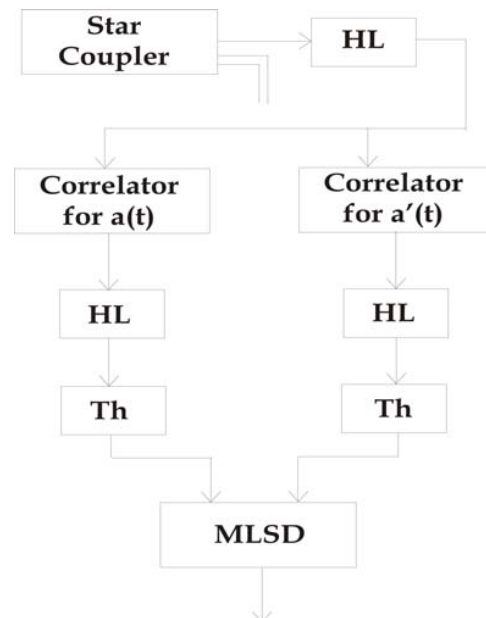 Star
Coupler
HL
Correlator
for a(t)
Correlator
for a’(t)
HL
HL
Th
Th
MLSD